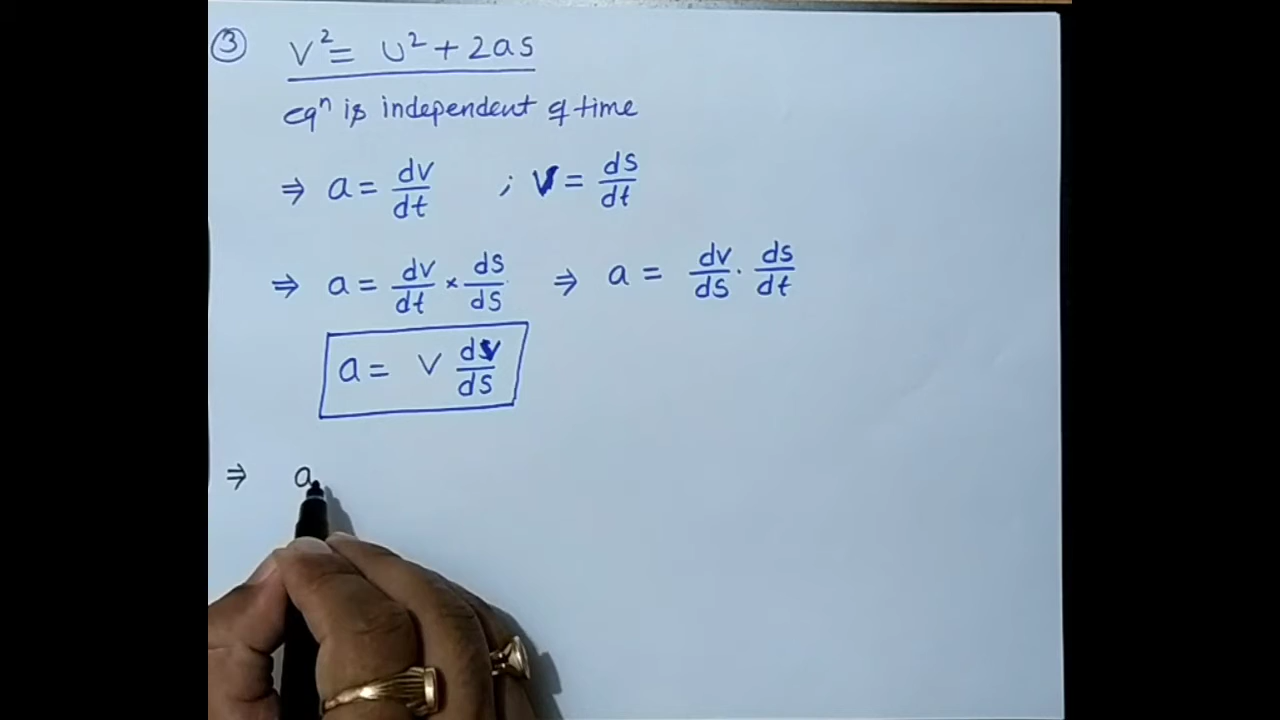 ③ v² = u² + 2as
eqⁿ is independent of time
⇒ a = dv/dt ; v = ds/dt
⇒ a = dv/dt × ds/ds ⇒ a = dv/ds · ds/dt
a = v dv/ds
⇒ a